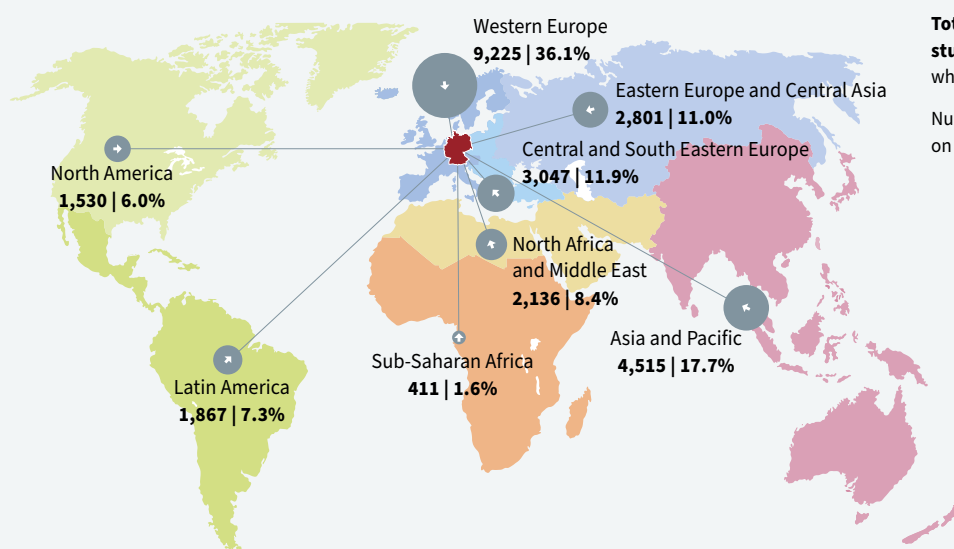 Western Europe
9,225 | 36.1%
Eastern Europe and Central Asia
2,801 | 11.0%
Central and South Eastern Europe
3,047 | 11.9%
North America
1,530 | 6.0%
North Africa
and Middle East
2,136 | 8.4%
Asia and Pacific
4,515 | 17.7%
Sub-Saharan Africa
411 | 1.6%
Latin America
1,867 | 7.3%
on